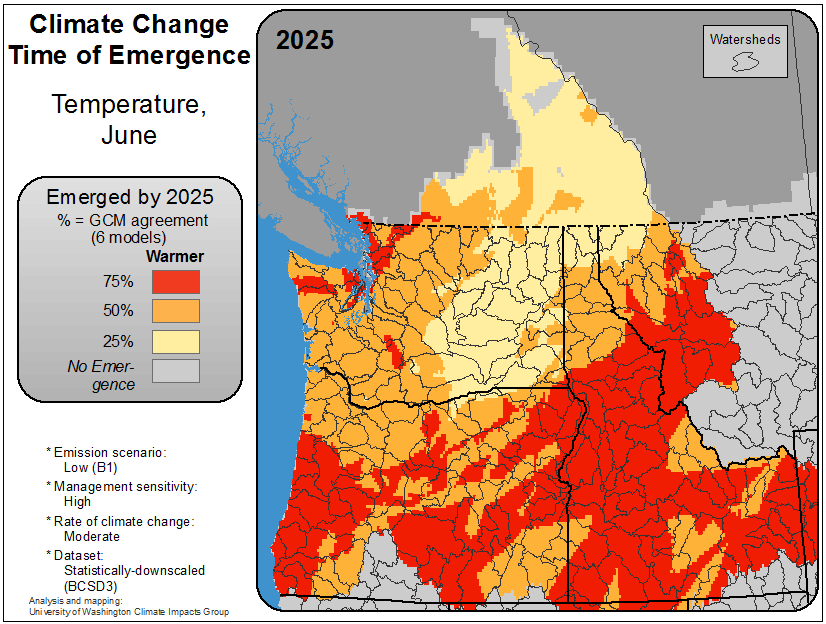 Climate Change
Time of Emergence
Temperature,
June
Emerged by 2025
% = GCM agreement
(6 models)
Warmer
75%
50%
25%
No Emer-
gence
* Emission scenario:
Low (B1)
* Management sensitivity:
High
* Rate of climate change:
Moderate
* Dataset:
Statistically-downscaled
(BCSD3)
Analysis and mapping:
University of Washington Climate Impacts Group
2025
Watersheds